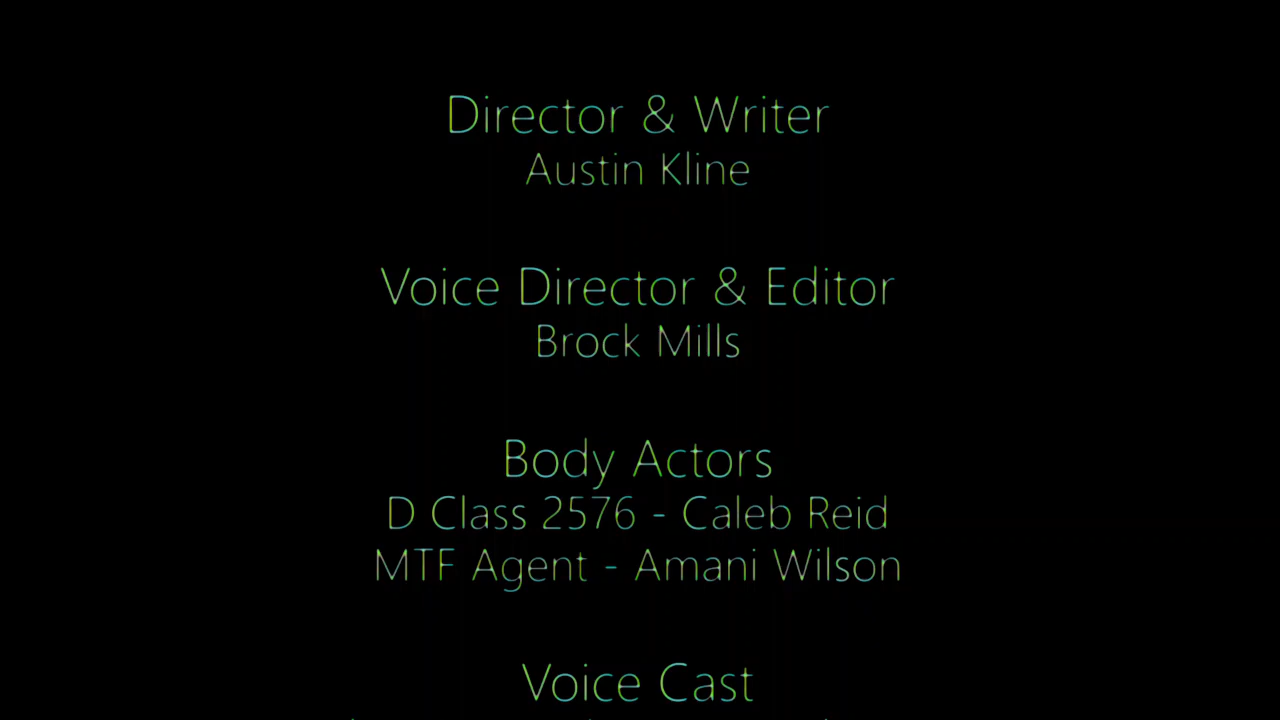 Director & Writer
Austin Kline
Voice Director & Editor
Brock Mills
Body Actors
D Class 2576 - Caleb Reid
MTF Agent - Amani Wilson
Voice Cast